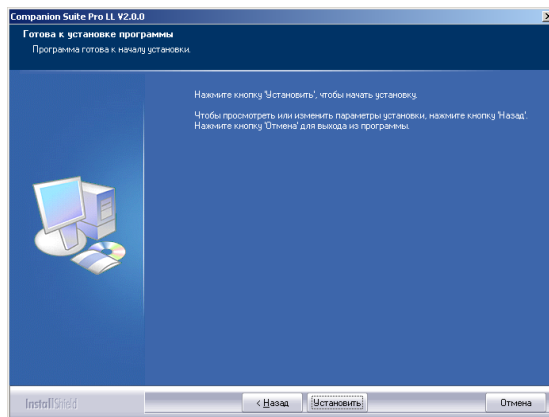 Companion Suite Pro LL V2.0.0
Готова к установке программы
Программа готова к началу установки.
Нажмите кнопку 'Установить', чтобы начать установку.
Чтобы просмотреть или изменить параметры установки, нажмите кнопку 'Назад'.
Нажмите кнопку 'Отмена' для выхода из программы.
InstallShield
< Назад
Установить
Отмена